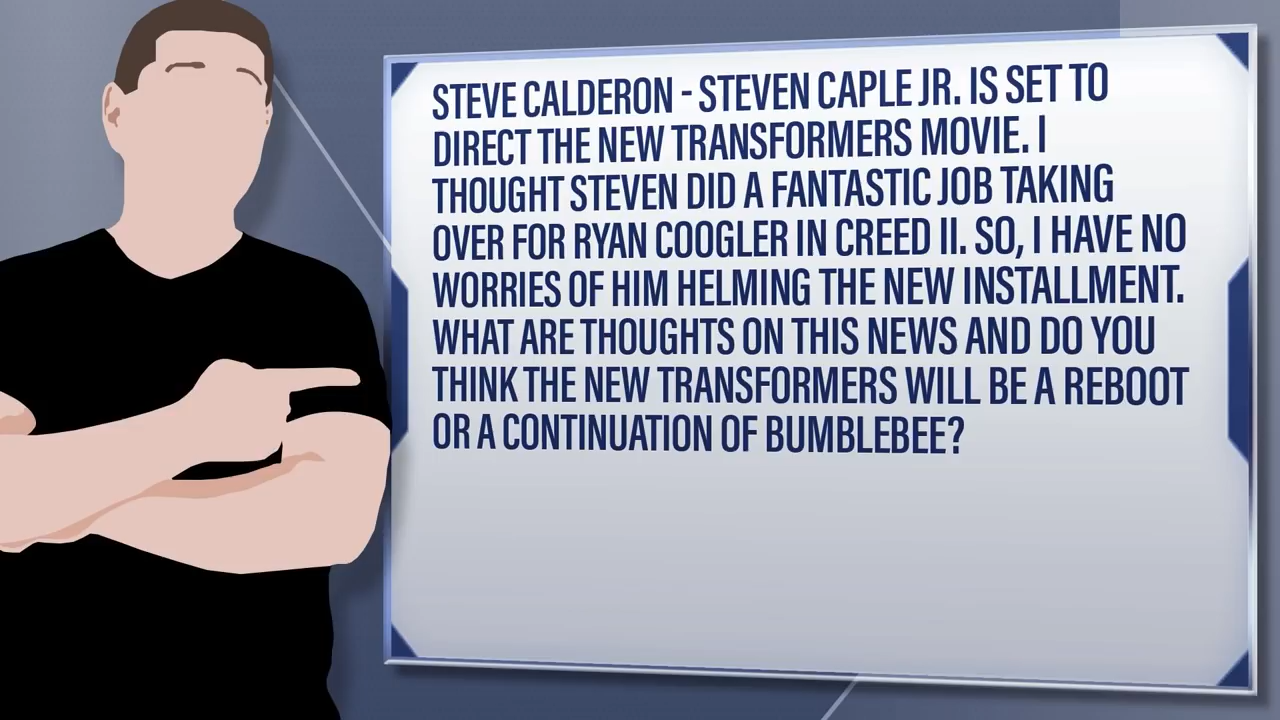 STEVE CALDERON - STEVEN CAPLE JR. IS SET TO
DIRECT THE NEW TRANSFORMERS MOVIE. I
THOUGHT STEVEN DID A FANTASTIC JOB TAKING
OVER FOR RYAN COOGLER IN CREED II. SO, I HAVE NO
WORRIES OF HIM HELMING THE NEW INSTALLMENT.
WHAT ARE THOUGHTS ON THIS NEWS AND DO YOU
THINK THE NEW TRANSFORMERS WILL BE A REBOOT
OR A CONTINUATION OF BUMBLEBEE?